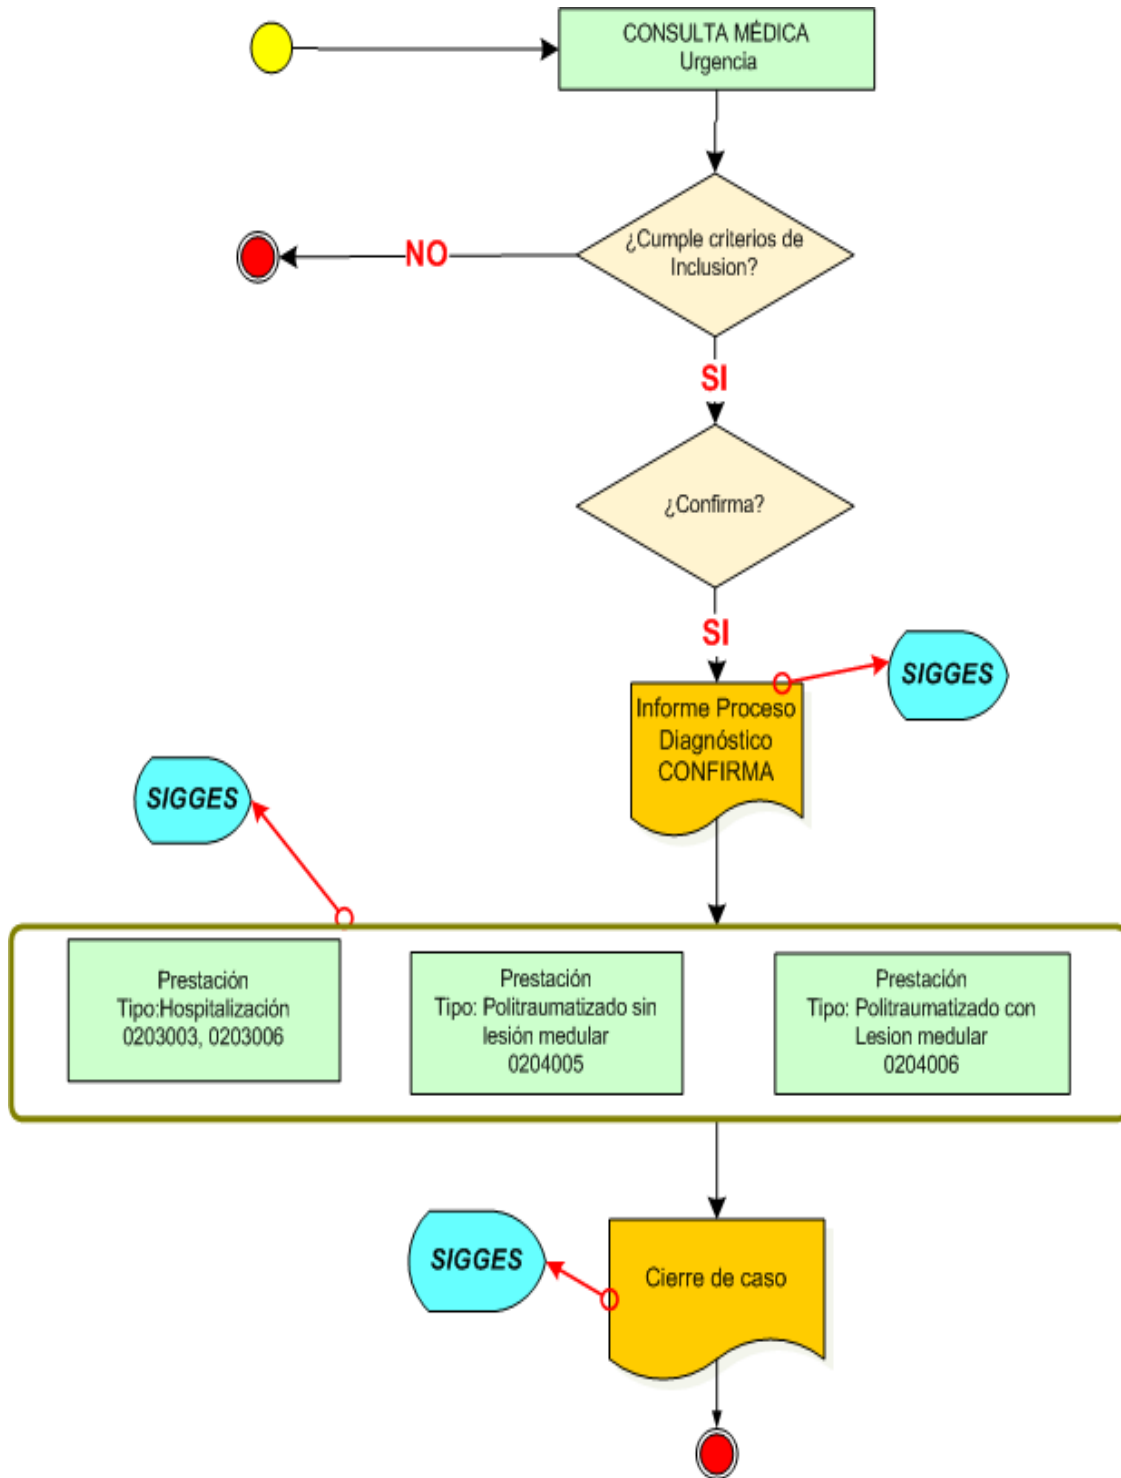 CONSULTA MÉDICA
Urgencia
¿Cumple criterios de
Inclusion?
NO
SI
¿Confirma?
SI
SIGGES
Informe Proceso
Diagnóstico
CONFIRMA
SIGGES
Prestación
Tipo:Hospitalización
0203003, 0203006
Prestación
Tipo: Politraumatizado sin
lesión medular
0204005
Prestación
Tipo: Politraumatizado con
Lesion medular
0204006
SIGGES
Cierre de caso